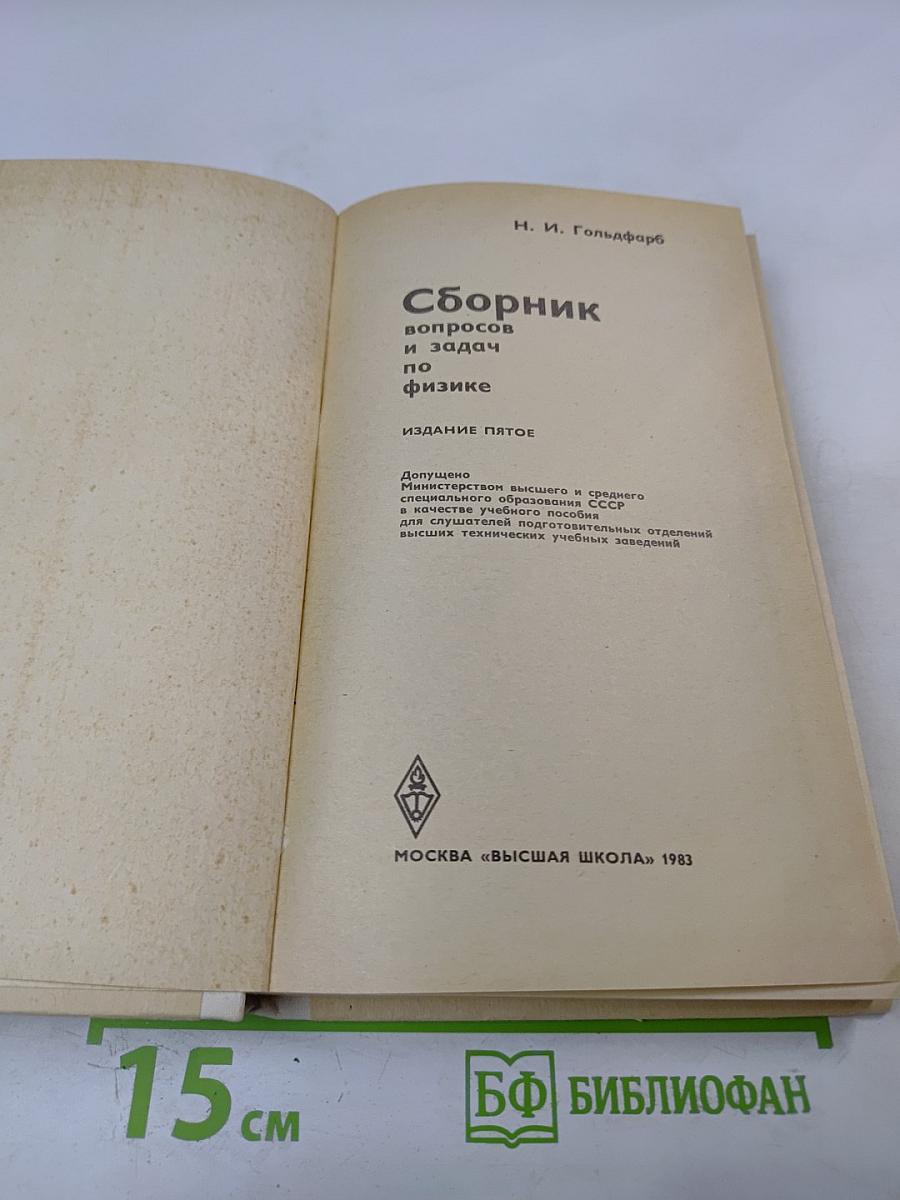 Н. И. Гольдфарб
Сборник
вопросов
и задач
по
физике
ИЗДАНИЕ ПЯТОЕ
Допущено
Министерством высшего и среднего
специального образования СССР
в качестве учебного пособия
для слушателей подготовительных отделений
высших технических учебных заведений
МОСКВА «ВЫСШАЯ ШКОЛА» 1983
15 см
БФ БИБЛИОФАН